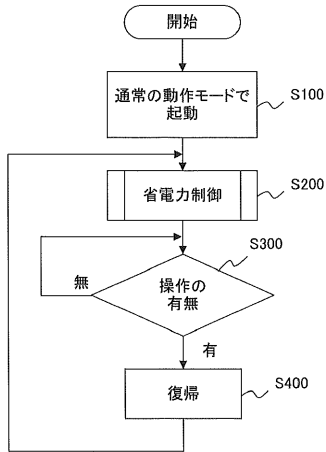 開始
通常の動作モードで
起動
S100
省電力制御
S200
S300
操作の
有無
無
有
復帰
S400